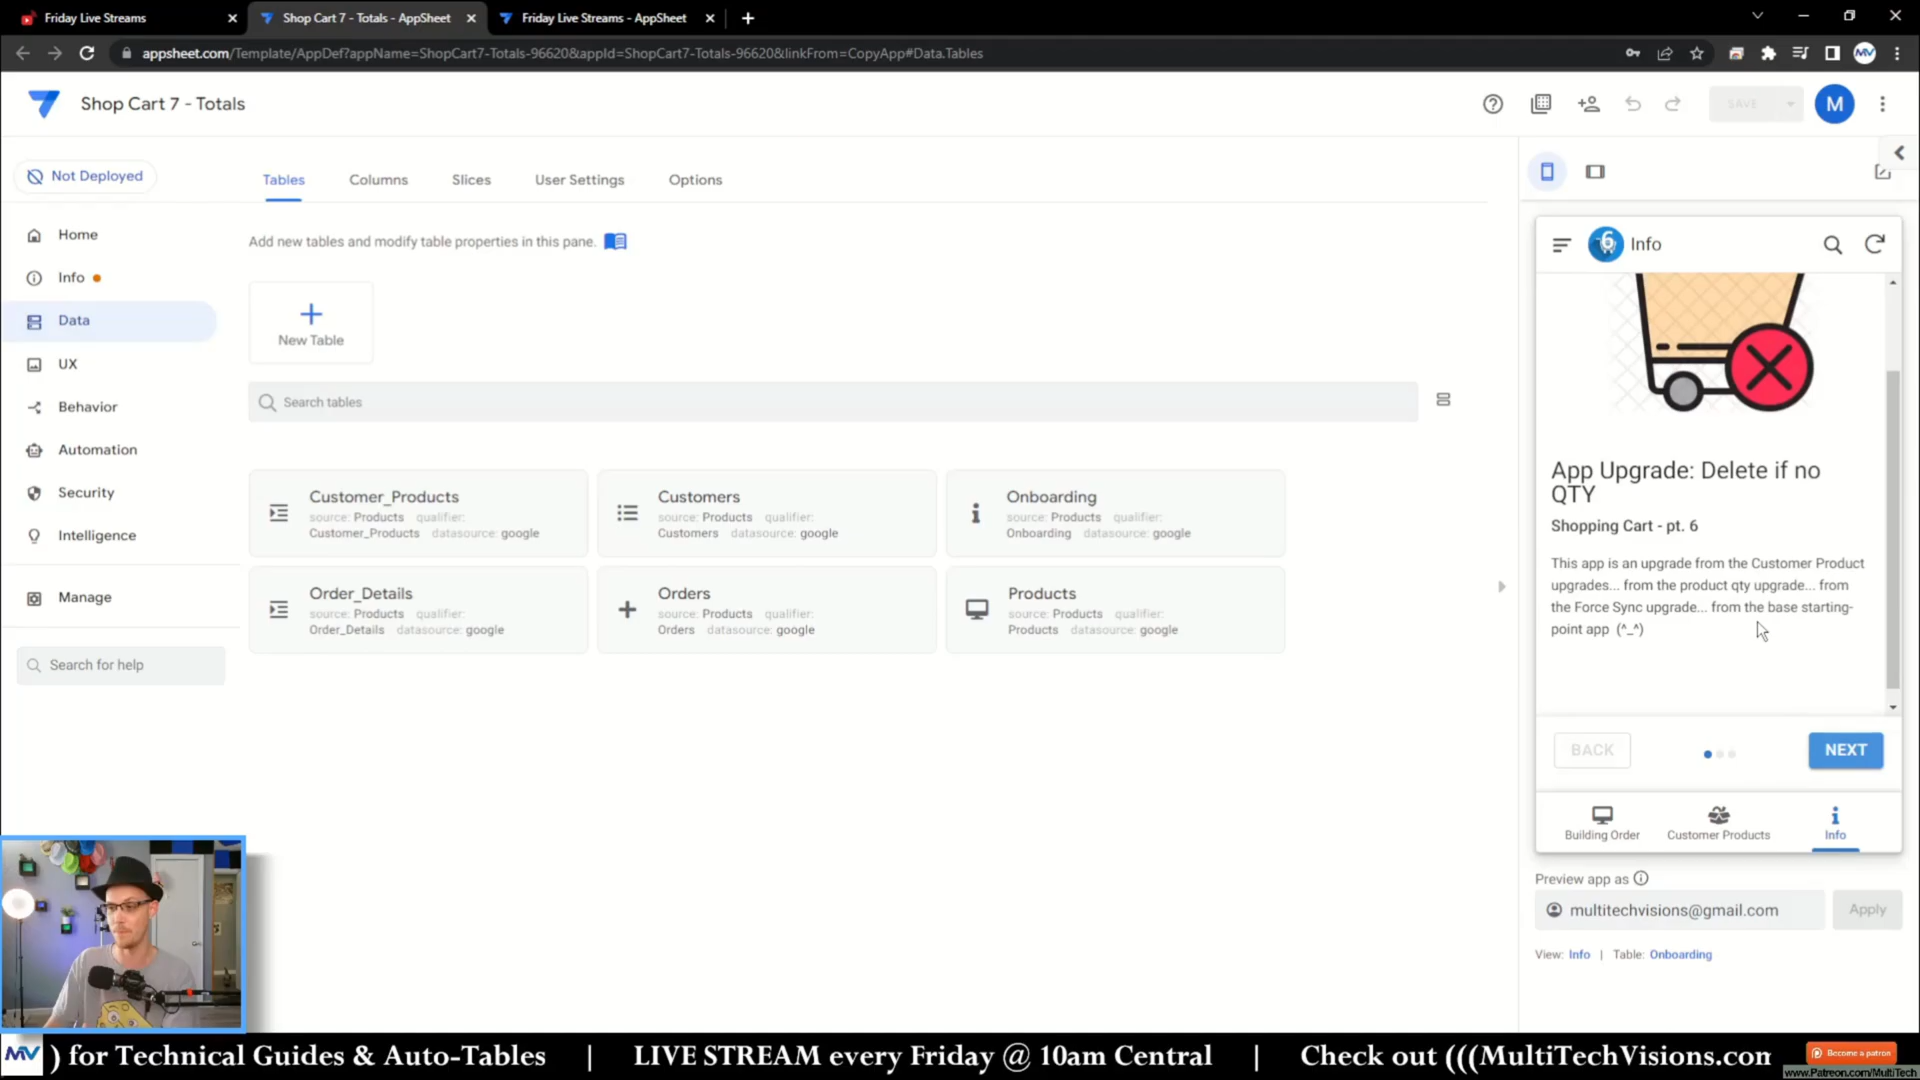 Friday Live Streams
Shop Cart 7 - Totals - AppSheet
Friday Live Streams - AppSheet
appsheet.com/Template/AppDef?appName=ShopCart7-Totals-96620&appId=ShopCart7-Totals-96620&linkFrom=CopyApp#Data.Tables
MV
Shop Cart 7 - Totals
SAVE
M
Not Deployed
Tables
Columns
Slices
User Settings
Options
Home
Info
Data
UX
Behavior
Automation
Security
Intelligence
Manage
Search for help
Add new tables and modify table properties in this pane.
New Table
Search tables
Customer_Products
source: Products qualifier:
Customer_Products datasource: google
Customers
source: Products qualifier:
Customers datasource: google
Onboarding
source: Products qualifier:
Onboarding datasource: google
Order_Details
source: Products qualifier:
Order_Details datasource: google
Orders
source: Products qualifier:
Orders datasource: google
Products
source: Products qualifier:
Products datasource: google
6
Info
App Upgrade: Delete if no
QTY
Shopping Cart - pt. 6
This app is an upgrade from the Customer Product
upgrades... from the product qty upgrade... from
the Force Sync upgrade... from the base starting-
point app (^_^)
BACK
NEXT
Building Order
Customer Products
Info
Preview app as
multitechvisions@gmail.com
Apply
View: Info | Table: Onboarding
MV ) for Technical Guides & Auto-Tables | LIVE STREAM every Friday @ 10am Central | Check out (((MultiTechVisions.com
Become a patron
www.Patreon.com/MultiTech